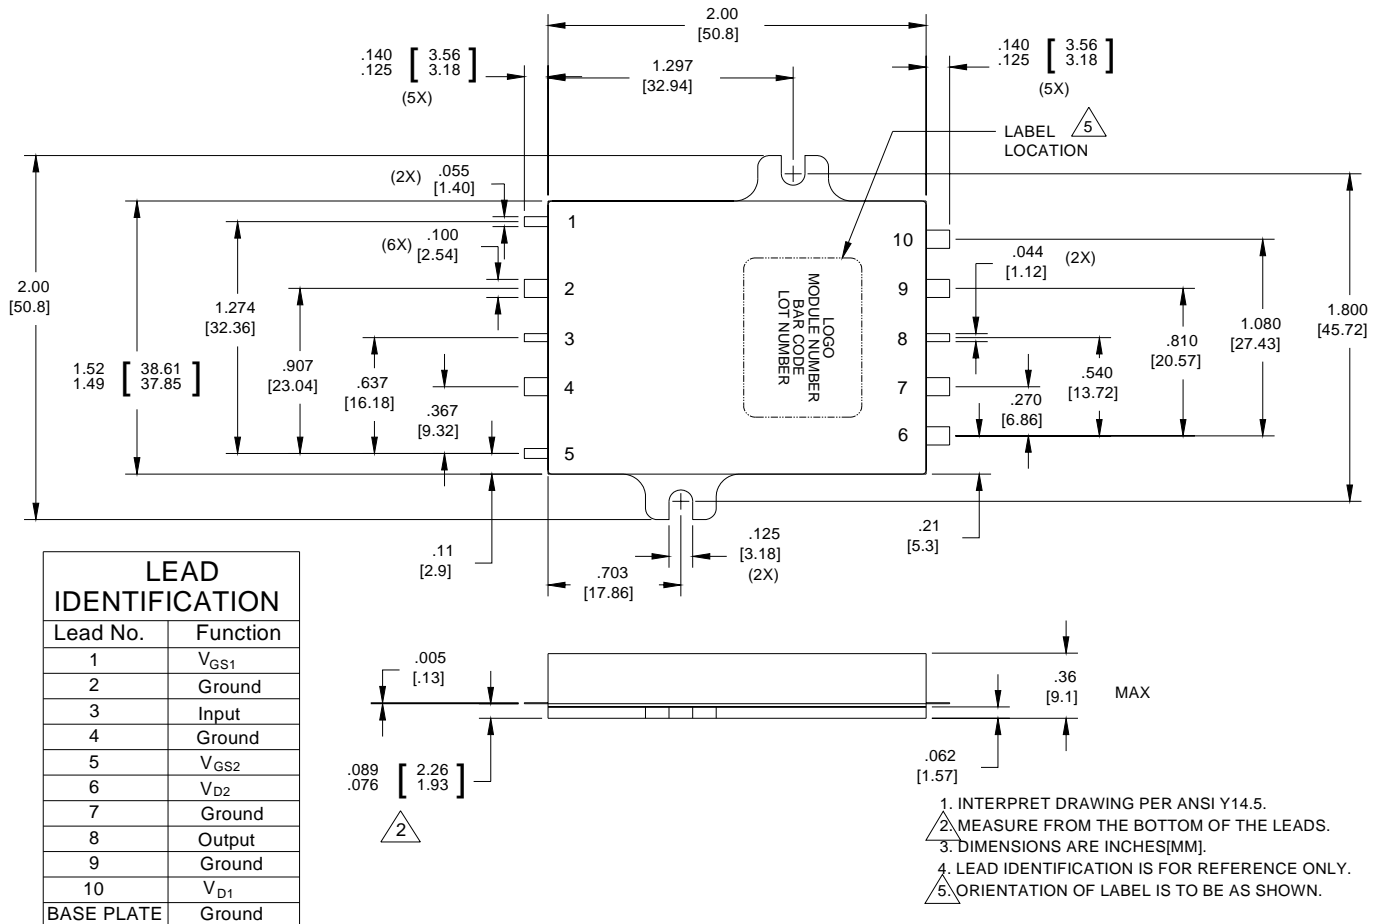 2.00
[50.8]
.140
.125 [ 3.56
3.18 ]
(5X)
1.297
[32.94]
.140
.125 [ 3.56
3.18 ]
(5X)
LABEL 5
LOCATION
(2X) .055
[1.40]
(6X) .100
[2.54]
1
2
3
4
5
10
9
8
7
6
LOGO
MODULE NUMBER
BAR CODE
LOT NUMBER
.044 (2X)
[1.12]
2.00
[50.8]
1.274
[32.36]
1.52
1.49 [ 38.61
37.85 ]
.907
[23.04]
.637
[16.18]
.367
[9.32]
1.800
[45.72]
1.080
[27.43]
.810
[20.57]
.540
[13.72]
.270
[6.86]
.11
[2.9]
.703
[17.86]
.125
[3.18]
(2X)
.21
[5.3]
LEAD
IDENTIFICATION
Lead No. Function
1 VGS1
2 Ground
3 Input
4 Ground
5 VGS2
6 VD2
7 Ground
8 Output
9 Ground
10 VD1
BASE PLATE Ground
.005
[.13]
.089
.076 [ 2.26
1.93 ]
2
.36
[9.1] MAX
.062
[1.57]
1. INTERPRET DRAWING PER ANSI Y14.5.
2. MEASURE FROM THE BOTTOM OF THE LEADS.
3. DIMENSIONS ARE INCHES[MM].
4. LEAD IDENTIFICATION IS FOR REFERENCE ONLY.
5. ORIENTATION OF LABEL IS TO BE AS SHOWN.